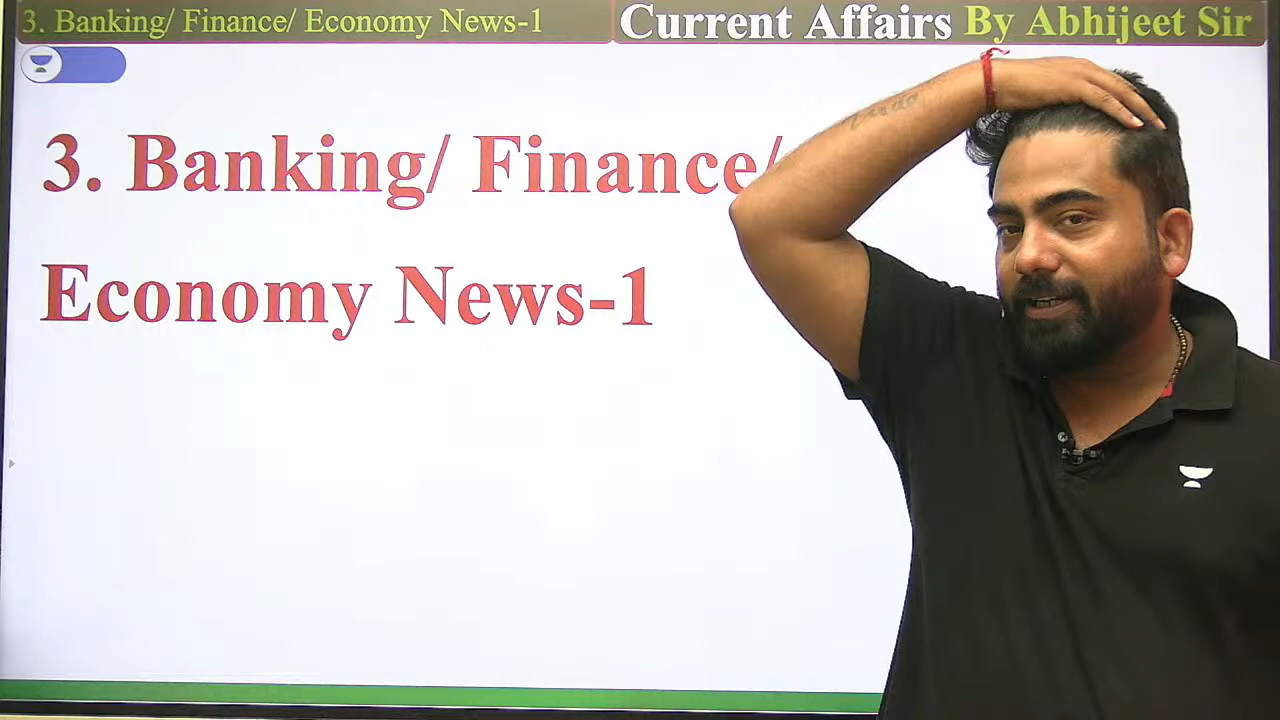 3. Banking/ Finance/ Economy News-1
Current Affairs By Abhijeet Sir
3. Banking/ Finance/
Economy News-1